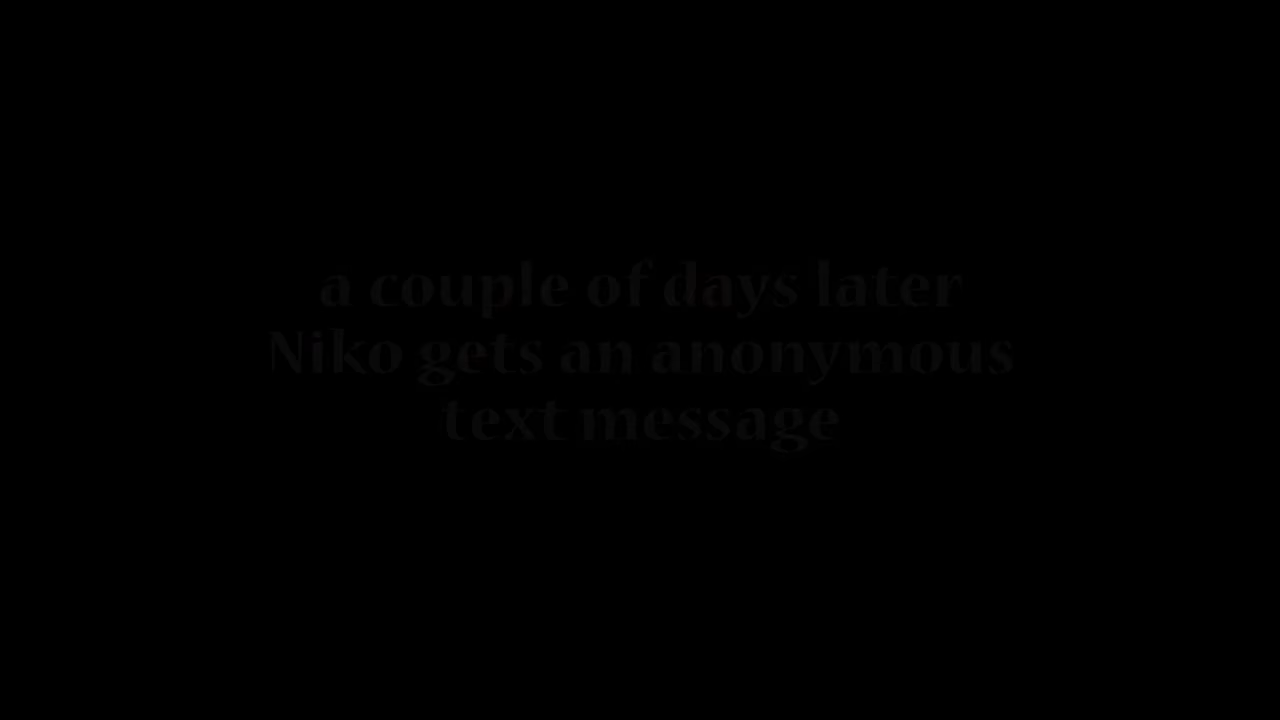 a couple of days later
Niko gets an anonymous
text message